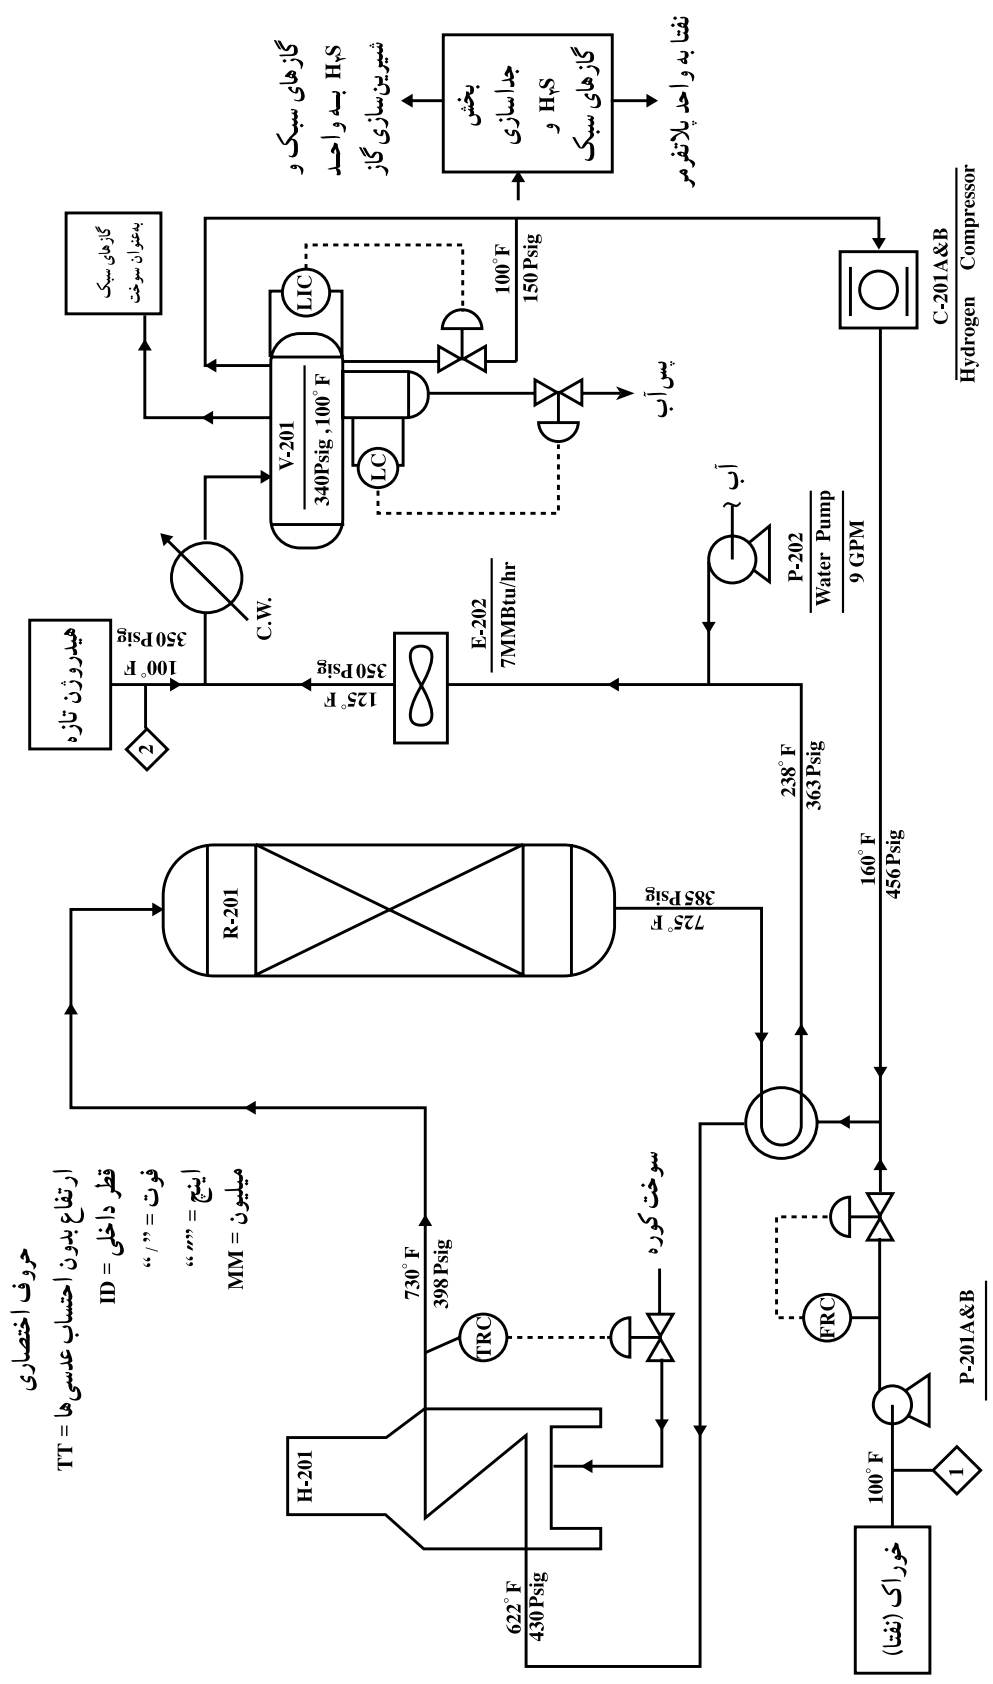 حروف اختصاری
TT = ارتفاع بدون احتساب عدسی‌ها
ID = قطر داخلی
“ / ” = فوت
“ 〃 ” = اینچ
MM = میلیون
هیدروژن تازه
350 Psig
100° F
2
گازهای سبک
به‌عنوان سوخت
گازهای سبک و
H₂S به واحد
شیرین‌سازی گاز
بخش
جداسازی
H₂S و
گازهای سبک
نفتا به واحد پلاتفرمر
R-201
385 Psig
725° F
C.W.
V-201
340Psig , 100° F
LIC
LC
100° F
150 Psig
پس‌آب
350 Psig
125° F
E-202
7MMBtu/hr
آب
P-202
Water Pump
9 GPM
H-201
730° F
398 Psig
TRC
سوخت کوره
622° F
430 Psig
238° F
363 Psig
160° F
456 Psig
C-201A&B
Hydrogen Compressor
FRC
P-201A&B
100° F
1
خوراک (نفتا)